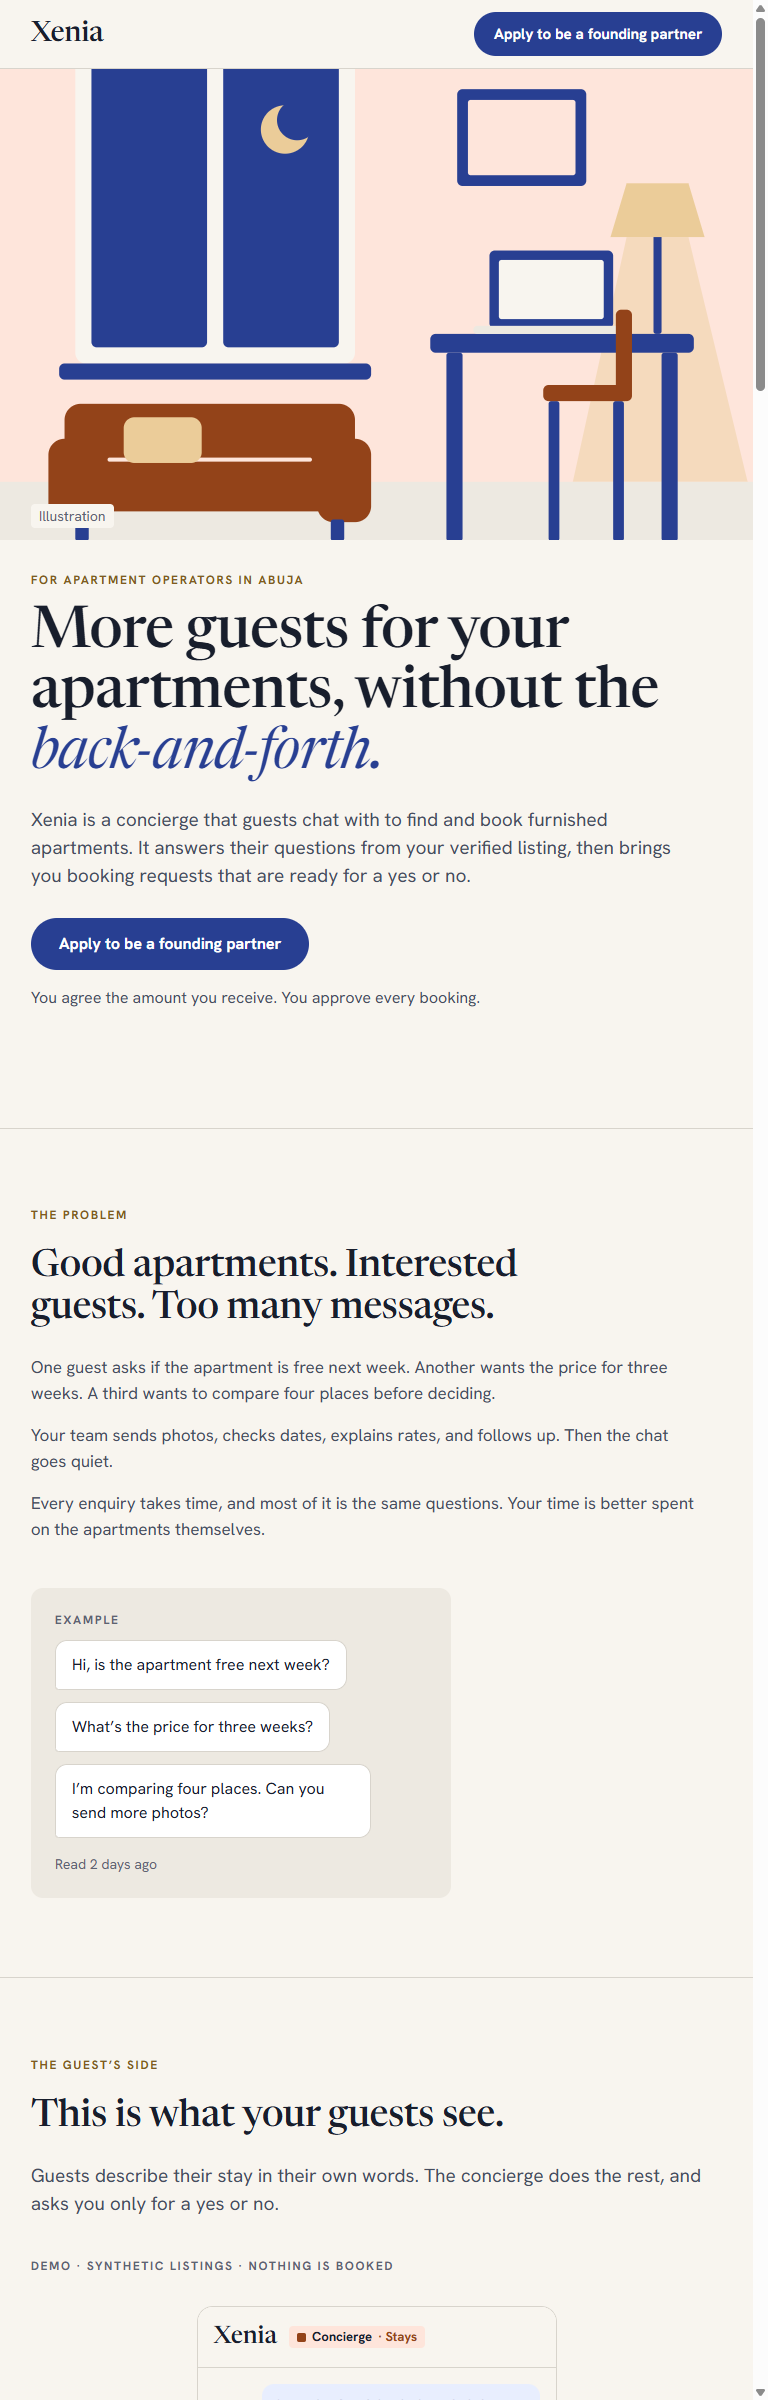 Xenia
Apply to be a founding partner
Illustration
FOR APARTMENT OPERATORS IN ABUJA
More guests for your
apartments, without the
back-and-forth.
Xenia is a concierge that guests chat with to find and book furnished
apartments. It answers their questions from your verified listing, then brings
you booking requests that are ready for a yes or no.
Apply to be a founding partner
You agree the amount you receive. You approve every booking.
THE PROBLEM
Good apartments. Interested
guests. Too many messages.
One guest asks if the apartment is free next week. Another wants the price for three
weeks. A third wants to compare four places before deciding.
Your team sends photos, checks dates, explains rates, and follows up. Then the chat
goes quiet.
Every enquiry takes time, and most of it is the same questions. Your time is better spent
on the apartments themselves.
EXAMPLE
Hi, is the apartment free next week?
What’s the price for three weeks?
I’m comparing four places. Can you
send more photos?
Read 2 days ago
THE GUEST’S SIDE
This is what your guests see.
Guests describe their stay in their own words. The concierge does the rest, and
asks you only for a yes or no.
DEMO · SYNTHETIC LISTINGS · NOTHING IS BOOKED
Xenia
Concierge · Stays